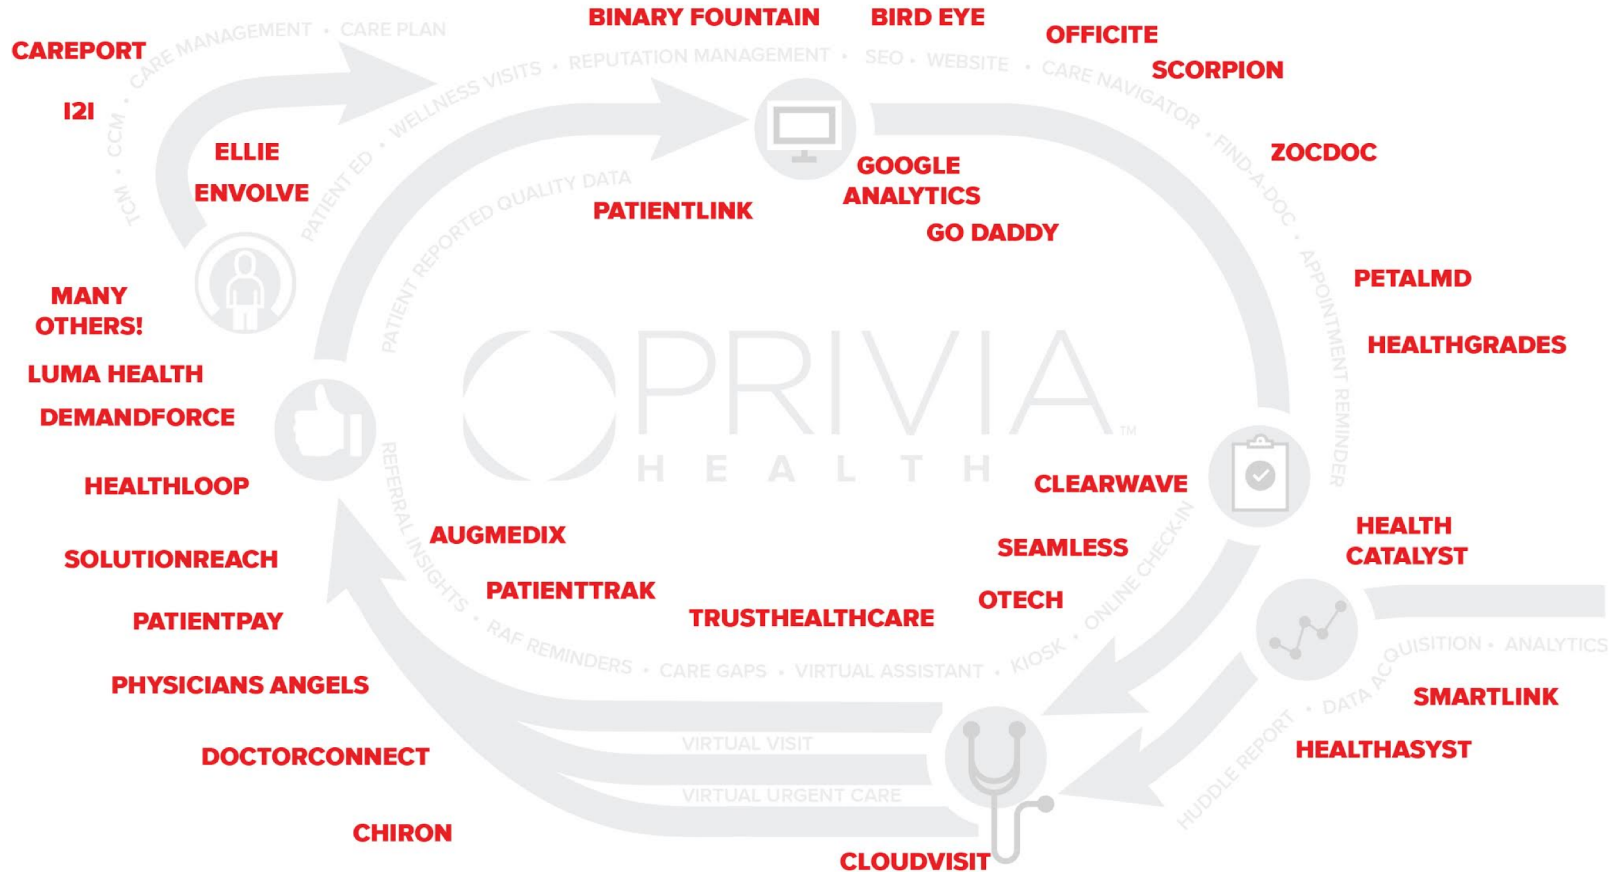 BINARY FOUNTAIN
BIRD EYE
OFFICITE
SCORPION
CAREPORT
I2I
ELLIE
ENVOLVE
ZOCDOC
GOOGLE
ANALYTICS
GO DADDY
PATIENTLINK
PETALMD
HEALTHGRADES
MANY
OTHERS!
LUMA HEALTH
DEMANDFORCE
HEALTHLOOP
SOLUTIONREACH
PATIENTPAY
PHYSICIANS ANGELS
DOCTORCONNECT
CHIRON
AUGMEDIX
PATIENTTRAK
TRUSTHEALTHCARE
CLEARWAVE
SEAMLESS
OTECH
HEALTH
CATALYST
SMARTLINK
HEALTHASYST
CLOUDVISIT
TCM • CCM • CARE MANAGEMENT • CARE PLAN
PATIENT ED • WELLNESS VISITS • REPUTATION MANAGEMENT • SEO • WEBSITE • CARE NAVIGATOR • FIND-A-DOC • APPOINTMENT REMINDER
PATIENT REPORTED QUALITY DATA
PRIVIA™
HEALTH
REFERRAL INSIGHTS • RAF REMINDERS • CARE GAPS • VIRTUAL ASSISTANT • KIOSK • ONLINE CHECK-IN
HUDDLE REPORT • DATA ACQUISITION • ANALYTICS
VIRTUAL VISIT
VIRTUAL URGENT CARE